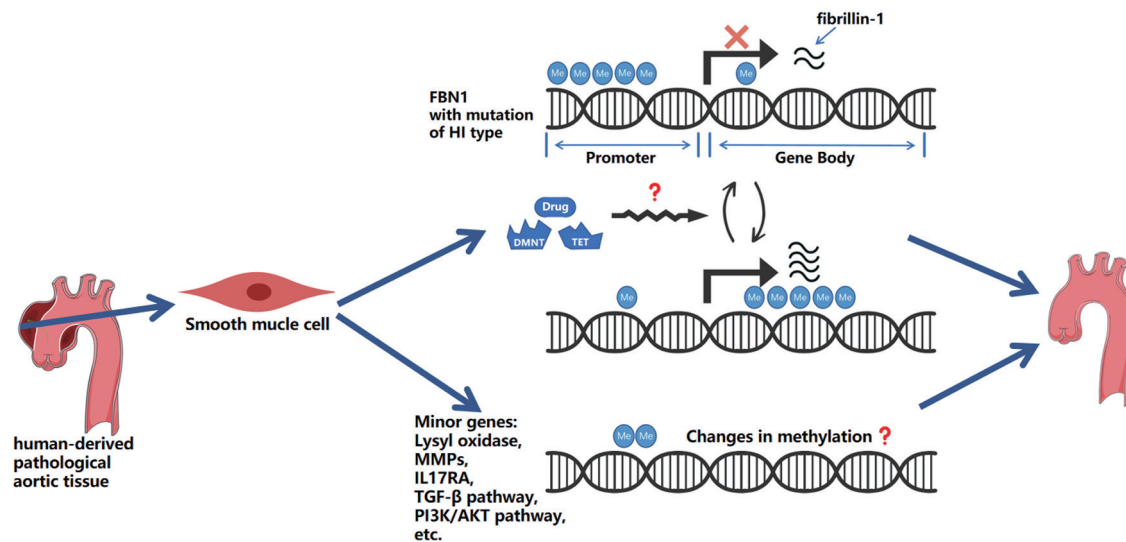 fibrillin-1
Me Me Me Me Me
Me
FBN1
with mutation
of HI type
Promoter
Gene Body
?
Drug
DMNT
TET
Me
Me Me Me Me Me
Smooth mucle cell
human-derived
pathological
aortic tissue
Minor genes:
Lysyl oxidase,
MMPs,
IL17RA,
TGF-β pathway,
PI3K/AKT pathway,
etc.
Me Me
Changes in methylation ?